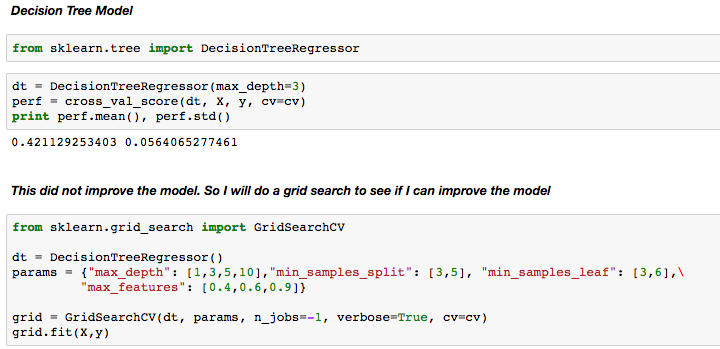 Decision Tree Model
from sklearn.tree import DecisionTreeRegressor
dt = DecisionTreeRegressor(max_depth=3)
perf = cross_val_score(dt, X, y, cv=cv)
print perf.mean(), perf.std()
0.421129253403 0.0564065277461
This did not improve the model. So I will do a grid search to see if I can improve the model
from sklearn.grid_search import GridSearchCV
dt = DecisionTreeRegressor()
params = {"max_depth": [1,3,5,10],"min_samples_split": [3,5], "min_samples_leaf": [3,6],\
"max_features": [0.4,0.6,0.9]}
grid = GridSearchCV(dt, params, n_jobs=-1, verbose=True, cv=cv)
grid.fit(X,y)